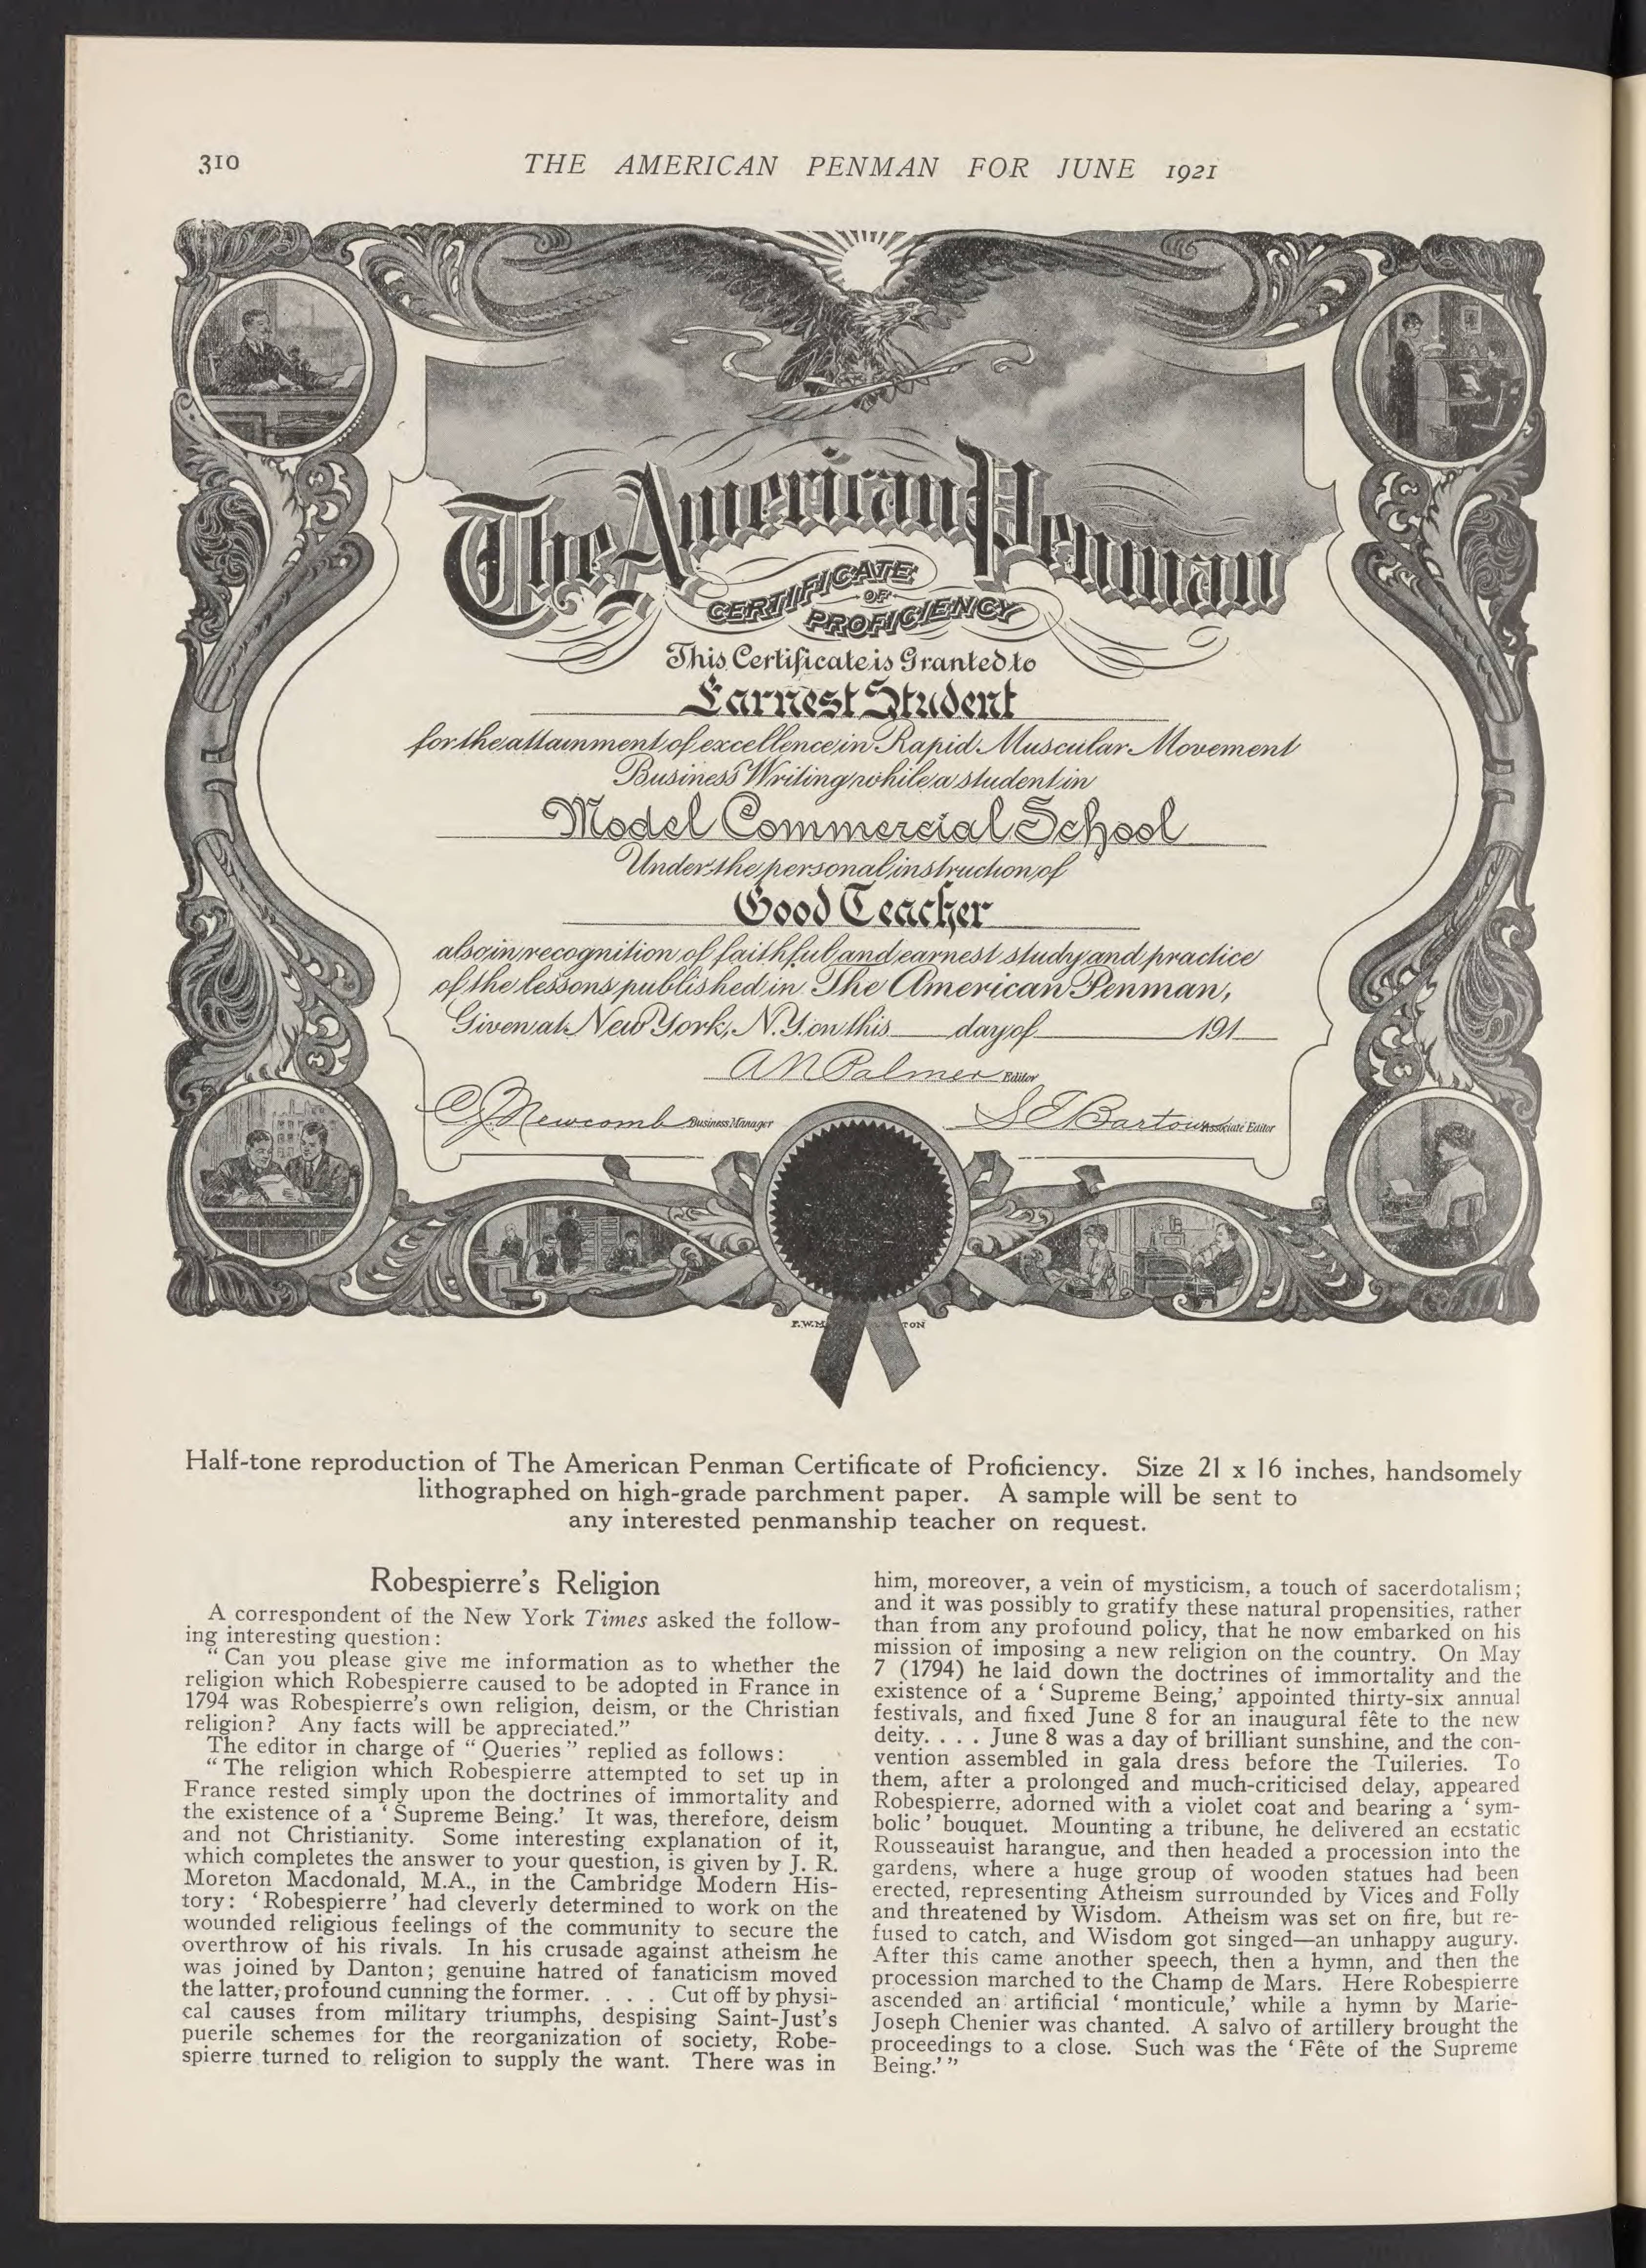 310
THE AMERICAN PENMAN FOR JUNE 1921
The American Penman
CERTIFICATE
OF
PROFICIENCY
This Certificate is Granted to
Earnest Student
for the attainment of excellence in Rapid Muscular Movement
Business Writing while a student in
Model Commercial School
Under the personal instruction of
Good Teacher
also in recognition of faithful and earnest study and practice
of the lessons published in The American Penman,
Given at New York, N.Y. on this day of 191
A N Palmer Editor
C J Newcomb Business Manager
S E Bartow Associate Editor
F.W.M TON
Half-tone reproduction of The American Penman Certificate of Proficiency. Size 21 x 16 inches, handsomely
lithographed on high-grade parchment paper. A sample will be sent to
any interested penmanship teacher on request.
Robespierre's Religion
A correspondent of the New York Times asked the follow-
ing interesting question:
“Can you please give me information as to whether the
religion which Robespierre caused to be adopted in France in
1794 was Robespierre's own religion, deism, or the Christian
religion? Any facts will be appreciated.”
The editor in charge of “Queries” replied as follows:
“The religion which Robespierre attempted to set up in
France rested simply upon the doctrines of immortality and
the existence of a ‘Supreme Being.’ It was, therefore, deism
and not Christianity. Some interesting explanation of it,
which completes the answer to your question, is given by J. R.
Moreton Macdonald, M.A., in the Cambridge Modern His-
tory: ‘Robespierre’ had cleverly determined to work on the
wounded religious feelings of the community to secure the
overthrow of his rivals. In his crusade against atheism he
was joined by Danton; genuine hatred of fanaticism moved
the latter, profound cunning the former. . . . Cut off by physi-
cal causes from military triumphs, despising Saint-Just's
puerile schemes for the reorganization of society, Robe-
spierre turned to religion to supply the want. There was in
him, moreover, a vein of mysticism, a touch of sacerdotalism;
and it was possibly to gratify these natural propensities, rather
than from any profound policy, that he now embarked on his
mission of imposing a new religion on the country. On May
7 (1794) he laid down the doctrines of immortality and the
existence of a ‘Supreme Being,’ appointed thirty-six annual
festivals, and fixed June 8 for an inaugural fête to the new
deity. . . . June 8 was a day of brilliant sunshine, and the con-
vention assembled in gala dress before the Tuileries. To
them, after a prolonged and much-criticised delay, appeared
Robespierre, adorned with a violet coat and bearing a ‘sym-
bolic’ bouquet. Mounting a tribune, he delivered an ecstatic
Rousseauist harangue, and then headed a procession into the
gardens, where a huge group of wooden statues had been
erected, representing Atheism surrounded by Vices and Folly
and threatened by Wisdom. Atheism was set on fire, but re-
fused to catch, and Wisdom got singed—an unhappy augury.
After this came another speech, then a hymn, and then the
procession marched to the Champ de Mars. Here Robespierre
ascended an artificial ‘monticule,’ while a hymn by Marie-
Joseph Chenier was chanted. A salvo of artillery brought the
proceedings to a close. Such was the ‘Fête of the Supreme
Being.’”